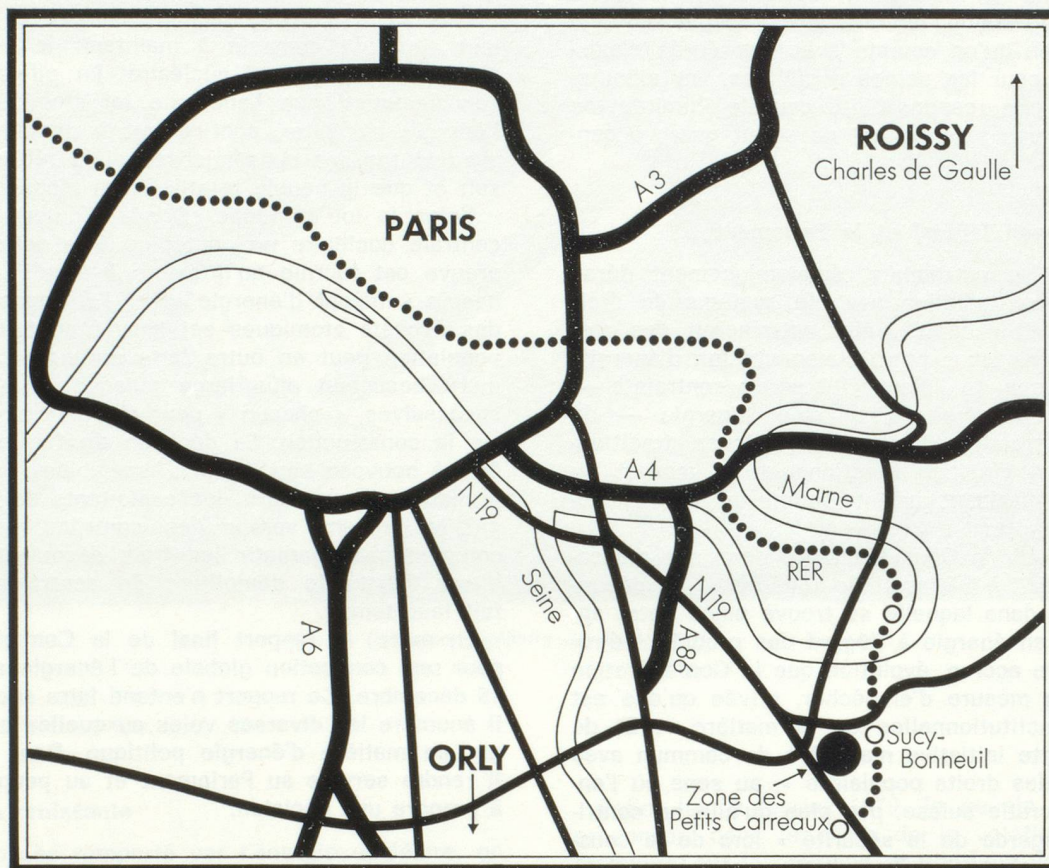 ROISSY
Charles de Gaulle
A3
PARIS
A4
Marne
N19
RER
Seine
N19
A86
A6
ORLY
Sucy-
Bonneuil
Zone des
Petits Carreaux